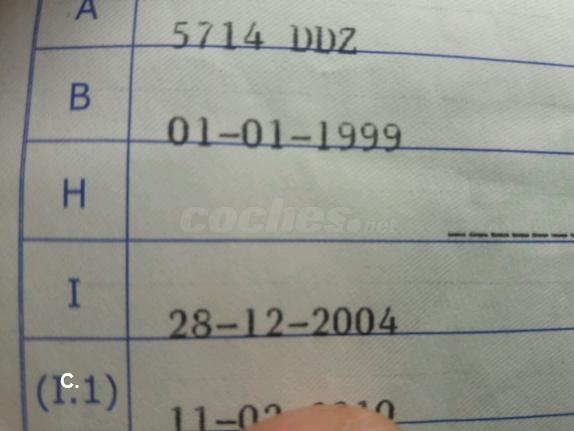 A 5714 DDZ
B 01-01-1999
H coches.net -------
I 28-12-2004
C.
(I.1)